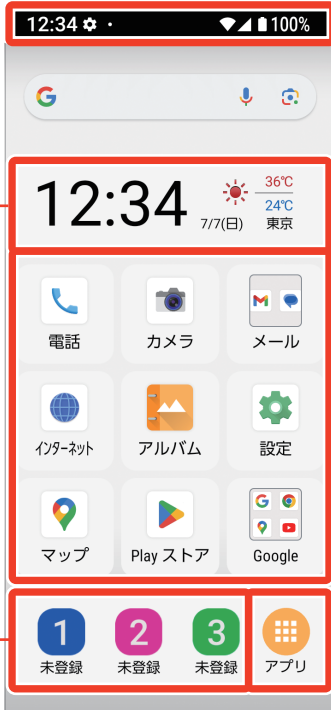 12:34
100%
G
12:34
36℃
24℃
7/7(日) 東京
電話 カメラ メール
インターネット アルバム 設定
マップ Play ストア Google
1 2 3
未登録 未登録 未登録 アプリ